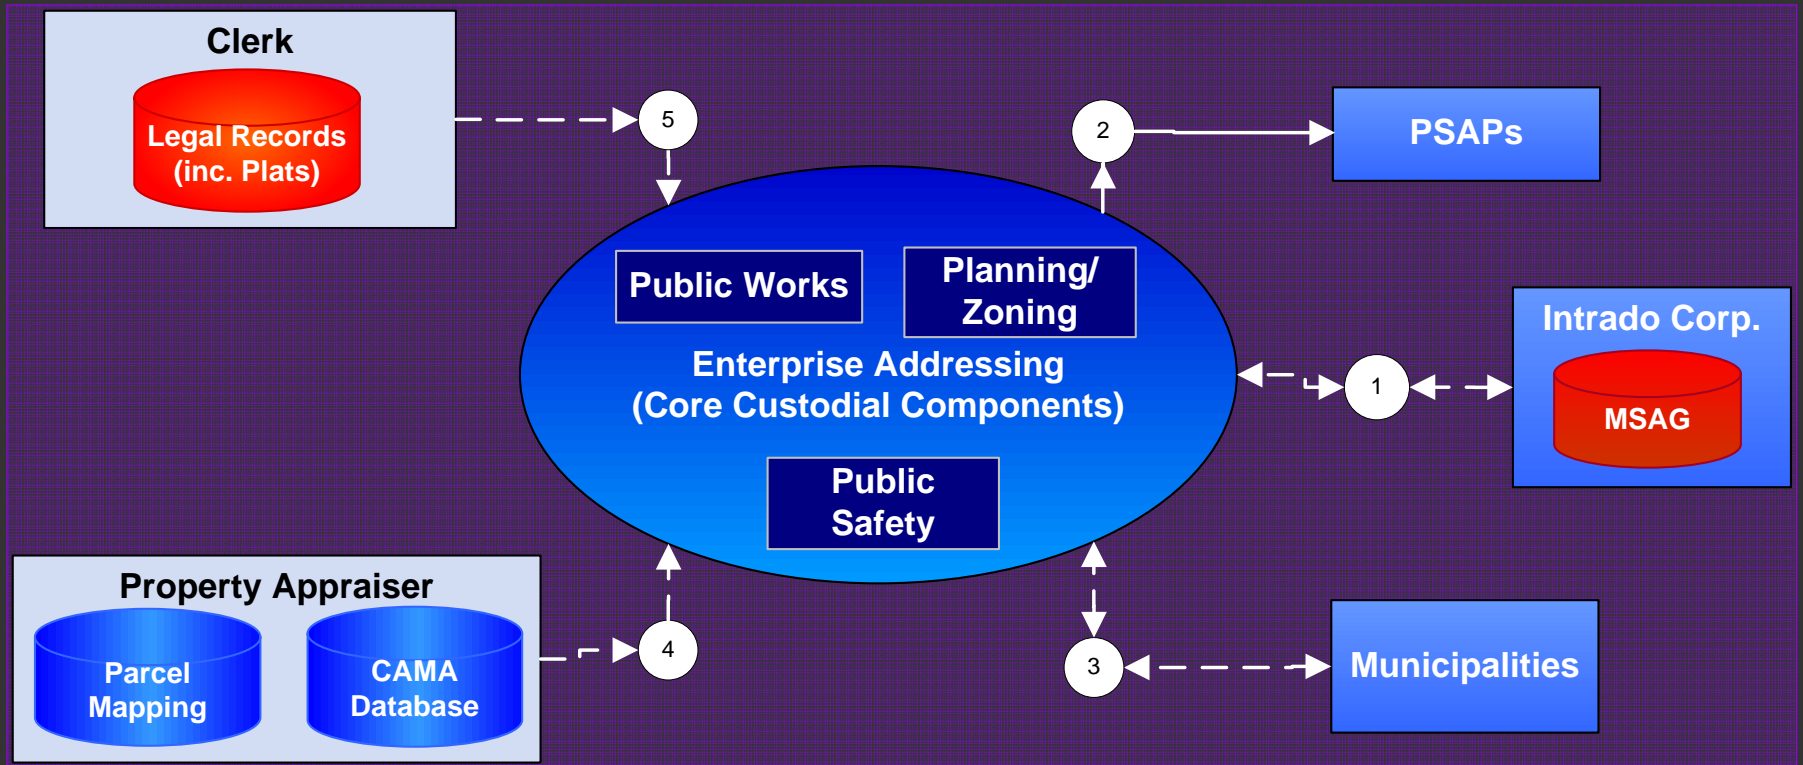 Clerk
Legal Records
(inc. Plats)
5
2
PSAPs
Public Works
Planning/
Zoning
Enterprise Addressing
(Core Custodial Components)
Public
Safety
1
Intrado Corp.
MSAG
Property Appraiser
Parcel
Mapping
CAMA
Database
4
3
Municipalities